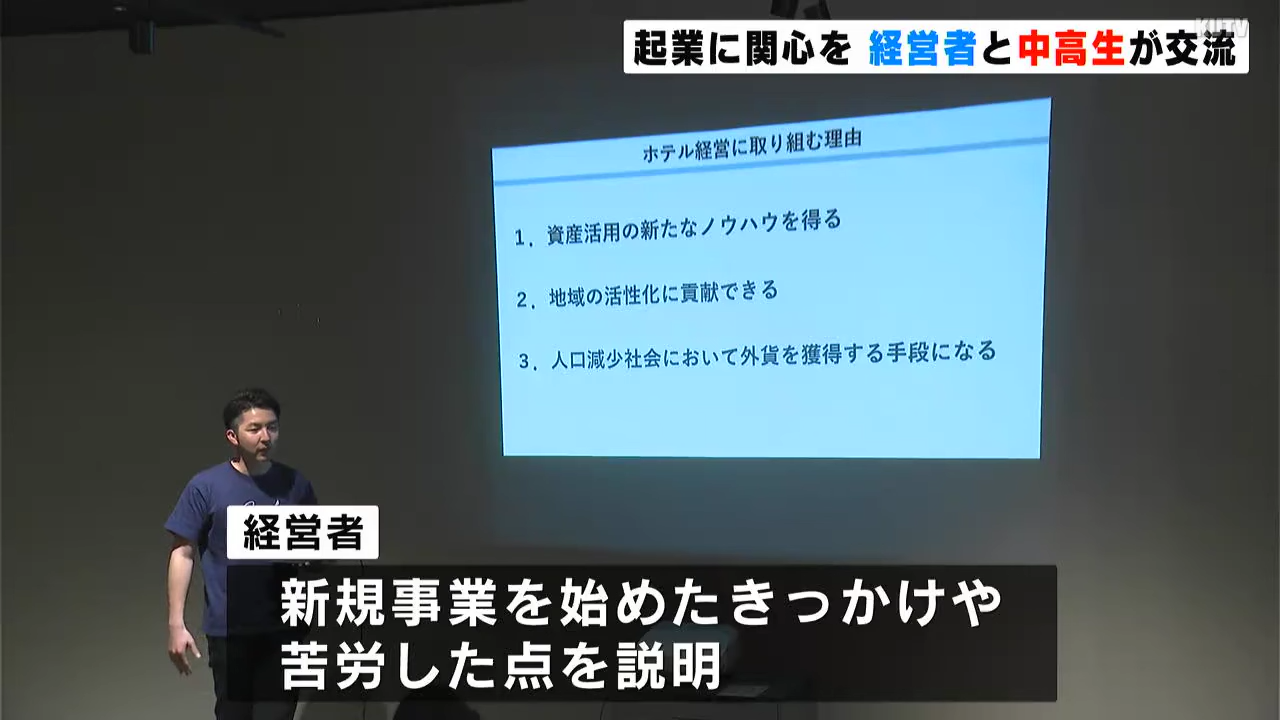 KUTV
起業に関心を 経営者と中高生が交流
ホテル経営に取り組む理由
1. 資産活用の新たなノウハウを得る
2. 地域の活性化に貢献できる
3. 人口減少社会において外貨を獲得する手段になる
経営者
新規事業を始めたきっかけや
苦労した点を説明